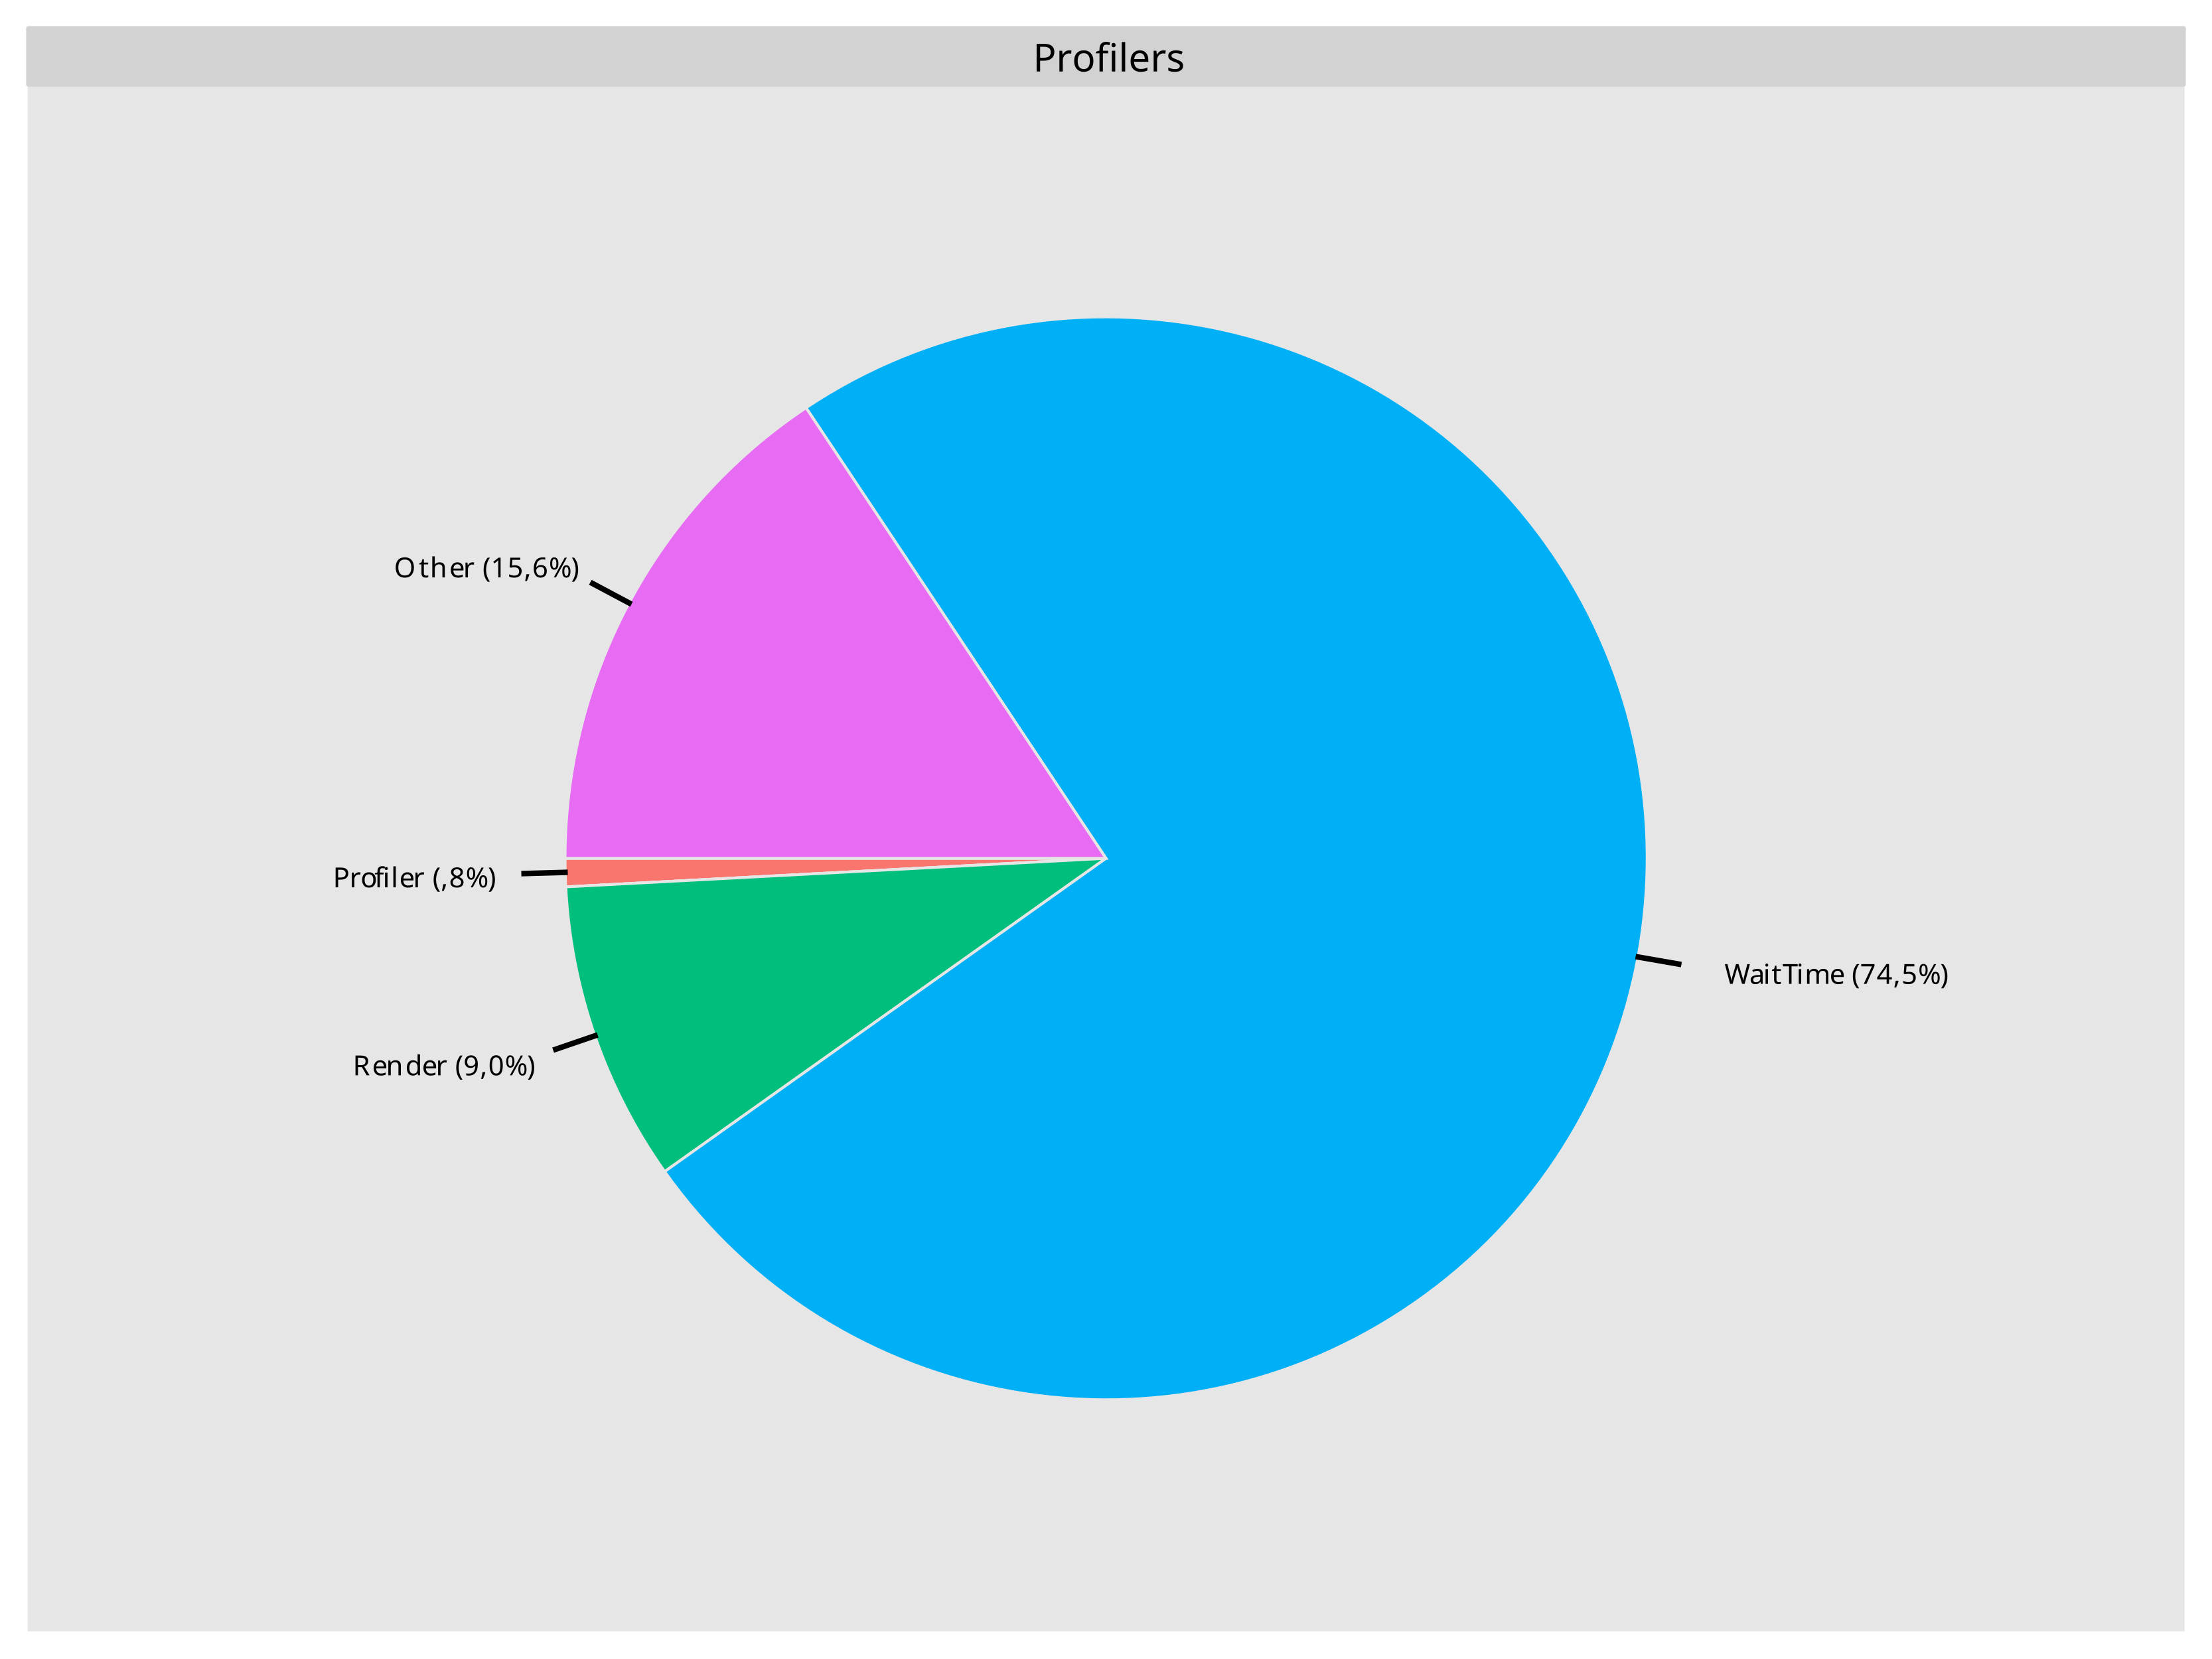 Profilers
Other (15,6%)
Profiler (,8%)
WaitTime (74,5%)
Render (9,0%)